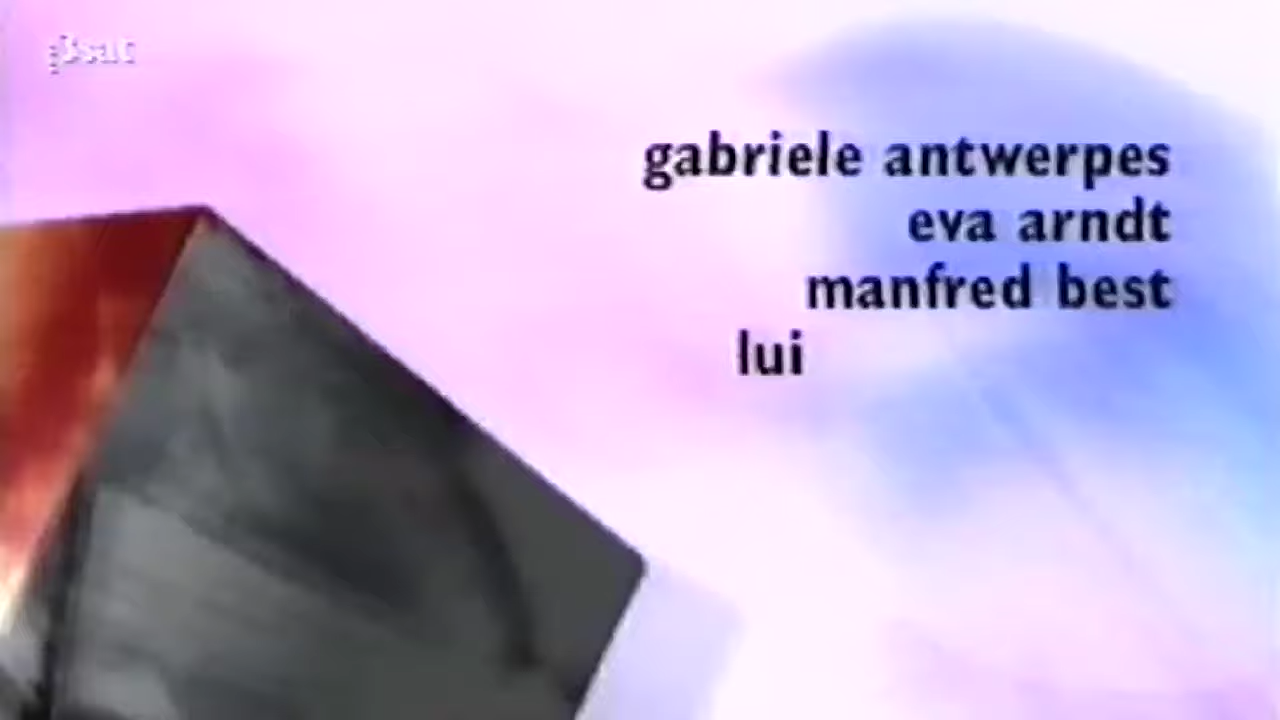 3sat
gabriele antwerpes
eva arndt
manfred best
lui